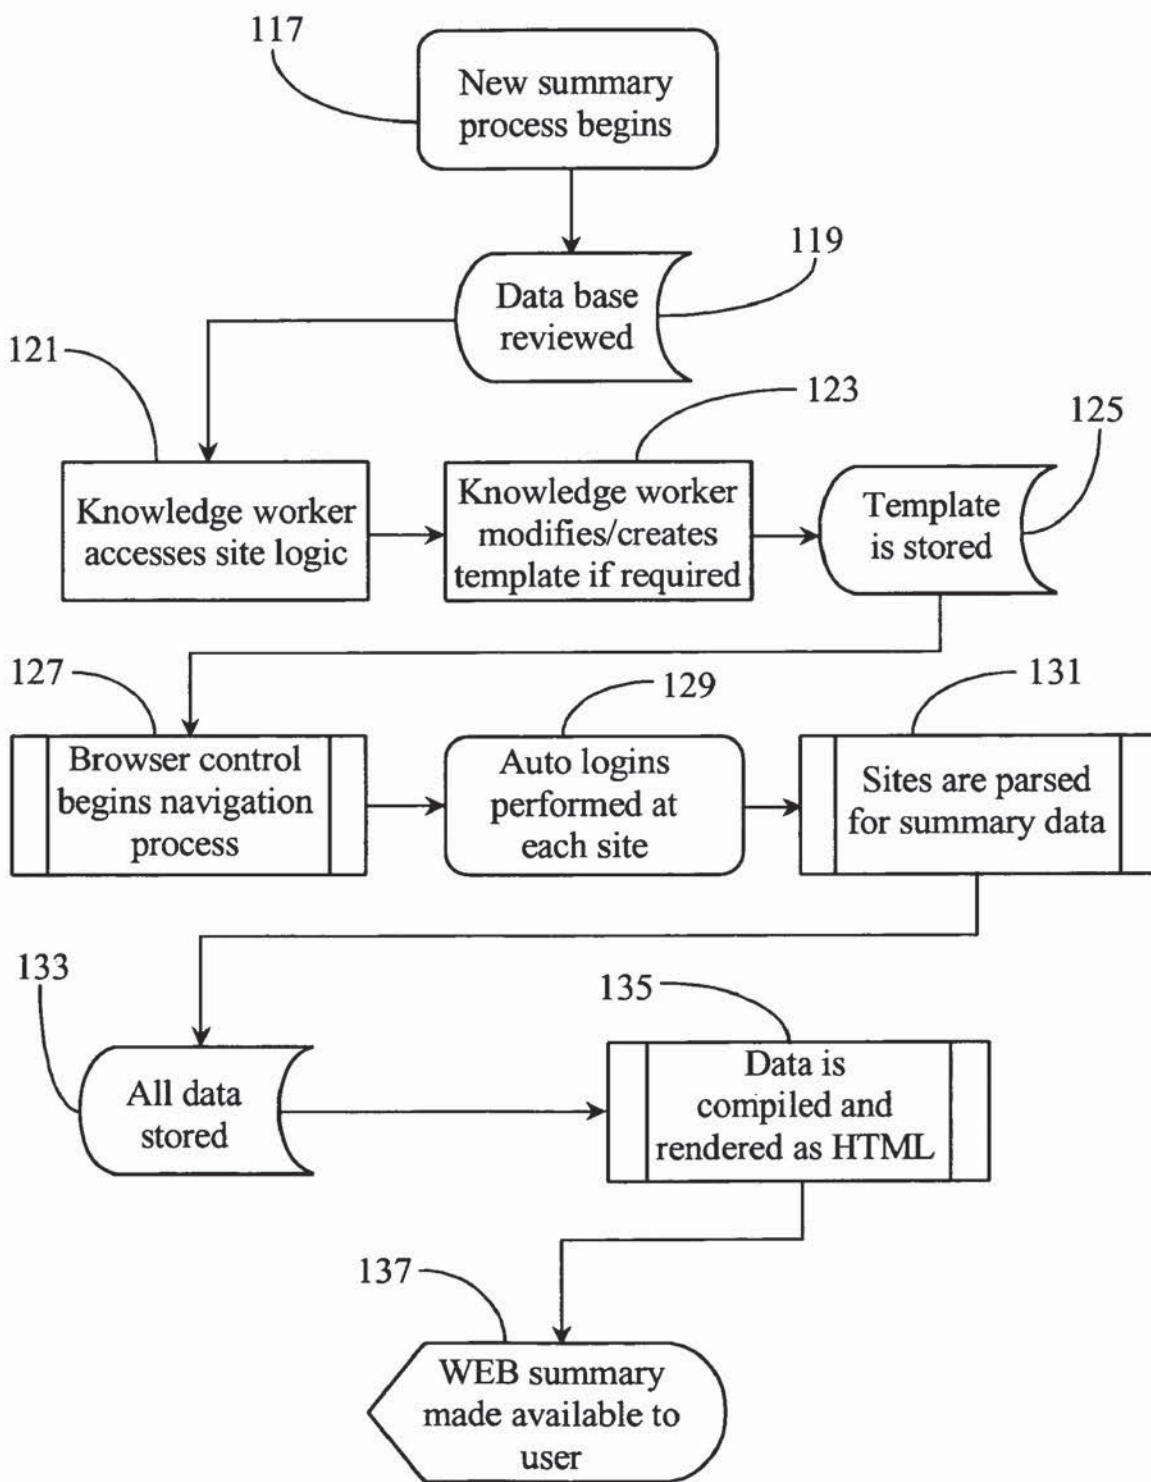 117
New summary
process begins
119
Data base
reviewed
121
Knowledge worker
accesses site logic
123
Knowledge worker
modifies/creates
template if required
125
Template
is stored
127
Browser control
begins navigation
process
129
Auto logins
performed at
each site
131
Sites are parsed
for summary data
133
All data
stored
135
Data is
compiled and
rendered as HTML
137
WEB summary
made available to
user